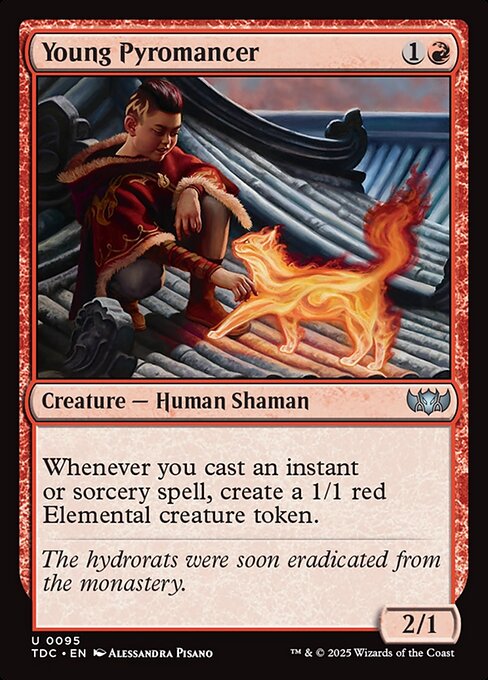 Young Pyromancer 1
Creature — Human Shaman
Whenever you cast an instant
or sorcery spell, create a 1/1 red
Elemental creature token.
The hydrorats were soon eradicated from
the monastery.
2/1
U 0095
TDC • EN Alessandra Pisano
™ & © 2025 Wizards of the Coast